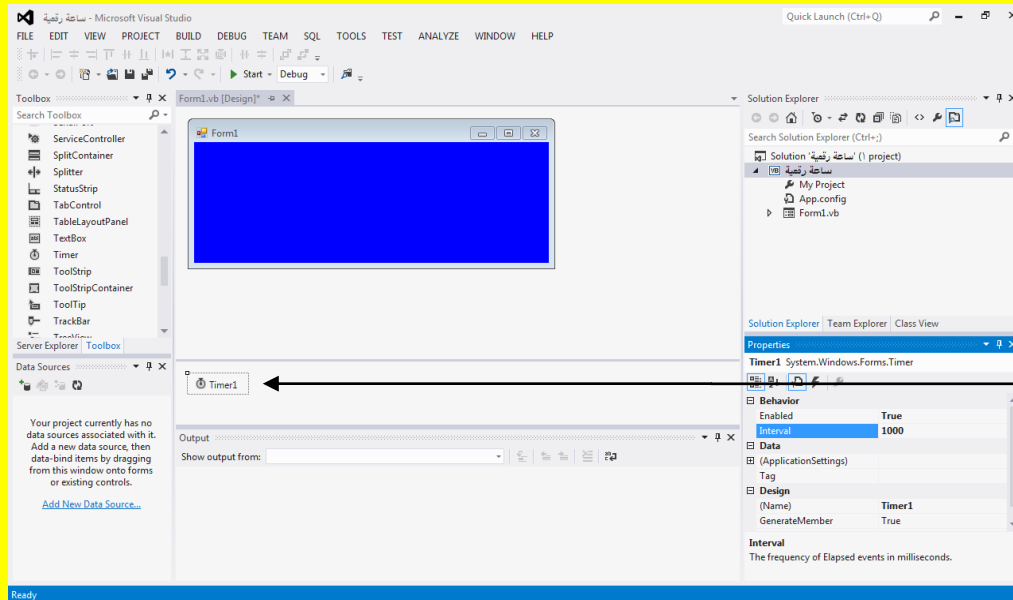 ساعة رقمية - Microsoft Visual Studio
Quick Launch (Ctrl+Q)
FILE EDIT VIEW PROJECT BUILD DEBUG TEAM SQL TOOLS TEST ANALYZE WINDOW HELP
Start Debug
Toolbox
Search Toolbox
ServiceController
SplitContainer
Splitter
StatusStrip
TabControl
TableLayoutPanel
TextBox
Timer
ToolStrip
ToolStripContainer
ToolTip
TrackBar
Server Explorer Toolbox
Data Sources
Your project currently has no
data sources associated with it.
Add a new data source, then
data-bind items by dragging
from this window onto forms
or existing controls.
Add New Data Source...
Form1.vb [Design]*
Form1
Timer1
Output
Show output from:
Solution Explorer
Search Solution Explorer (Ctrl+;)
Solution 'ساعة رقمية' (١ project)
ساعة رقمية
My Project
App.config
Form1.vb
Solution Explorer Team Explorer Class View
Properties
Timer1 System.Windows.Forms.Timer
Behavior
Enabled True
Interval 1000
Data
(ApplicationSettings)
Tag
Design
(Name) Timer1
GenerateMember True
Interval
The frequency of Elapsed events in milliseconds.
Ready